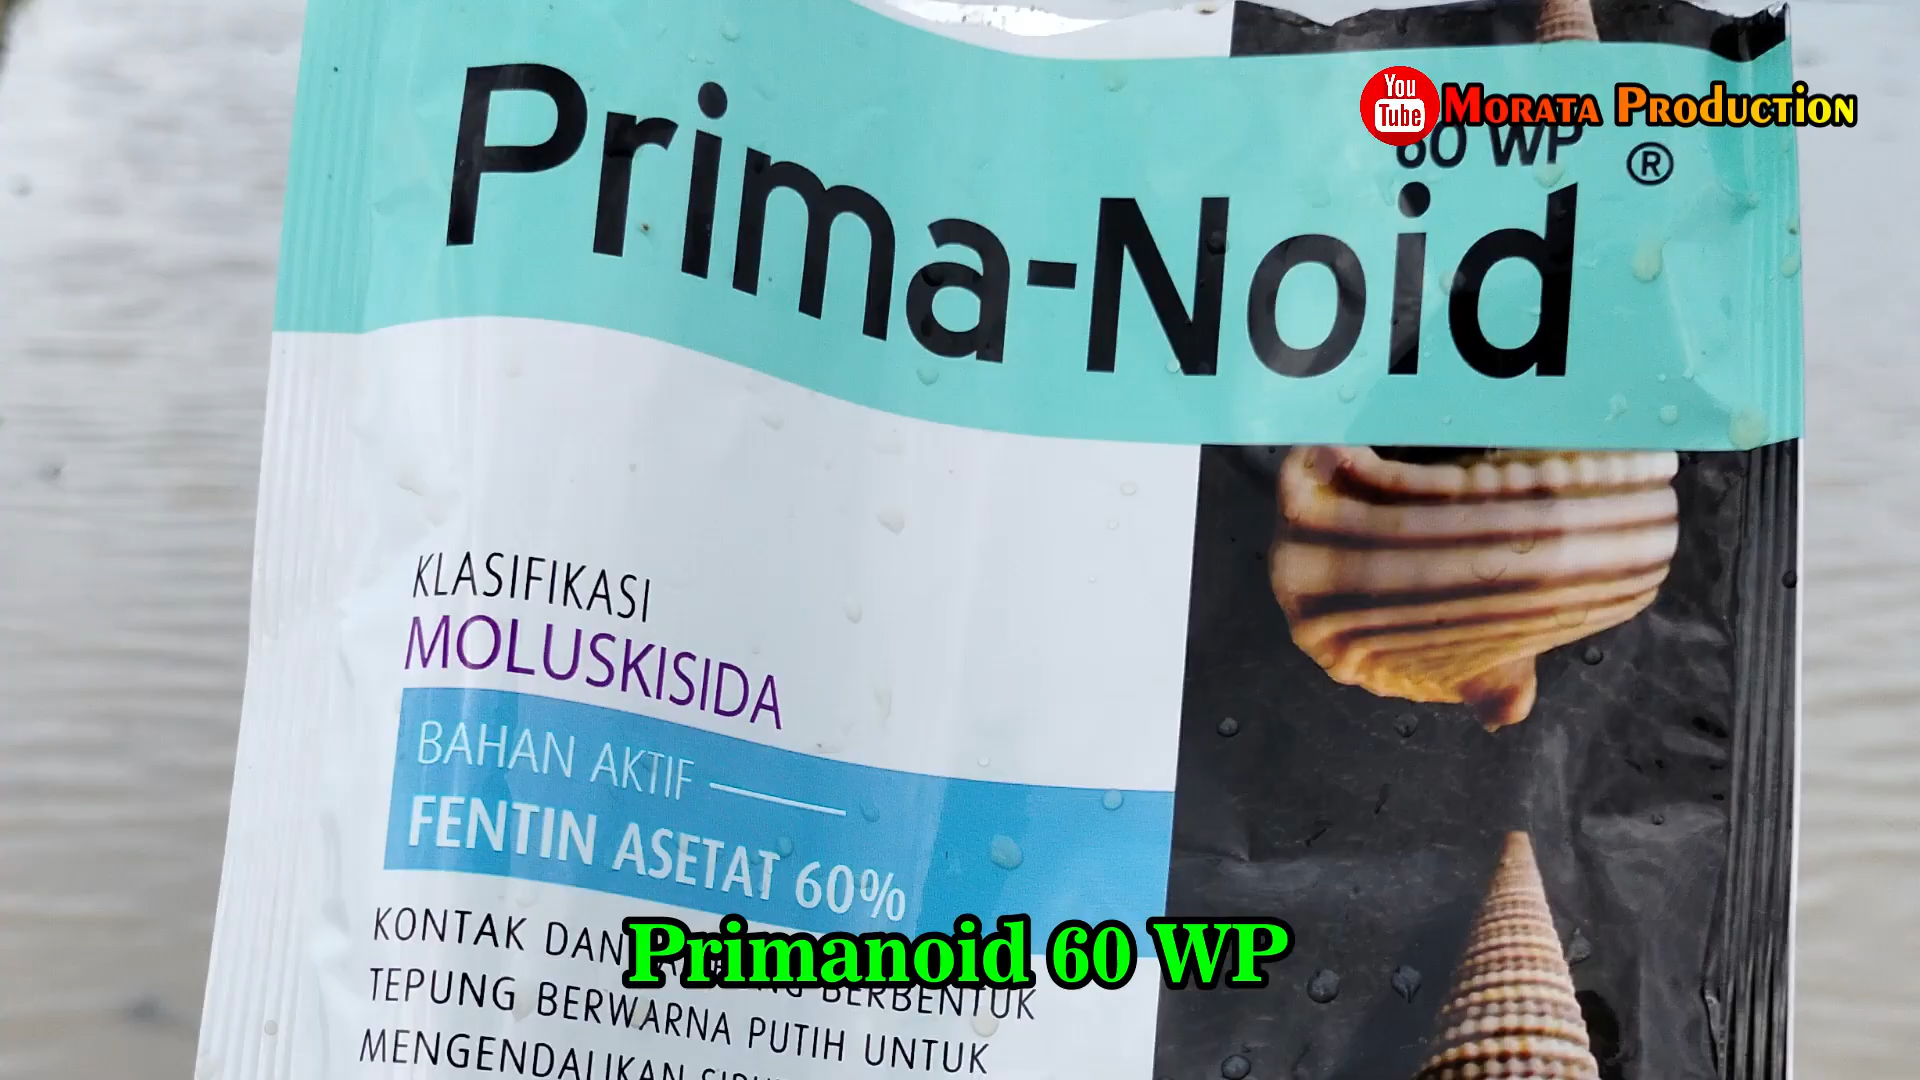 You
Tube
Morata Production
60 WP
Prima-Noid ®
KLASIFIKASI
MOLUSKISIDA
BAHAN AKTIF
FENTIN ASETAT 60%
KONTAK DAN BERBENTUK
TEPUNG BERWARNA PUTIH UNTUK
MENGENDALIKAN
Primanoid 60 WP